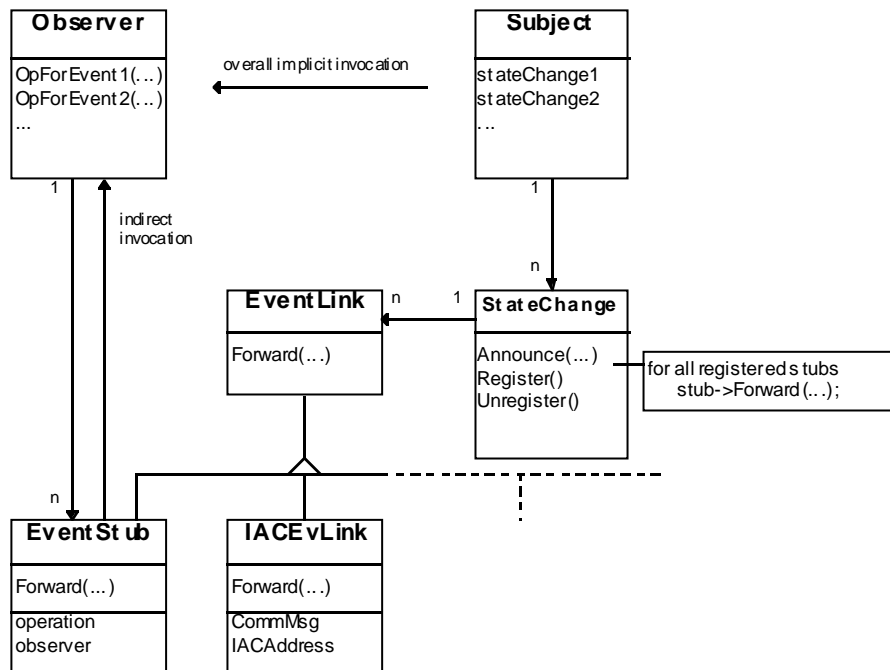 Observer
OpForEvent1(...)
OpForEvent2(...)
...
overall implicit invocation
Subject
stateChange1
stateChange2
...
1
indirect
invocation
1
n
n
1
EventLink
Forward(...)
StateChange
Announce(...)
Register()
Unregister()
for all registered stubs
stub->Forward(...);
n
EventStub
Forward(...)
operation
observer
IACEvLink
Forward(...)
CommMsg
IACAddress